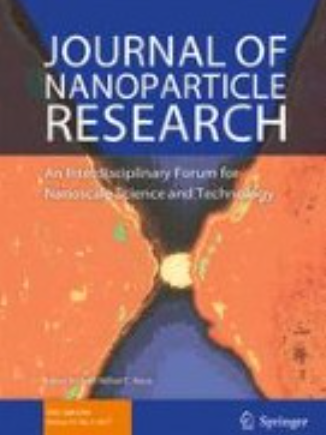 JOURNAL OF
NANOPARTICLE
RESEARCH
An Interdisciplinary Forum for
Nanoscale Science and Technology
Springer